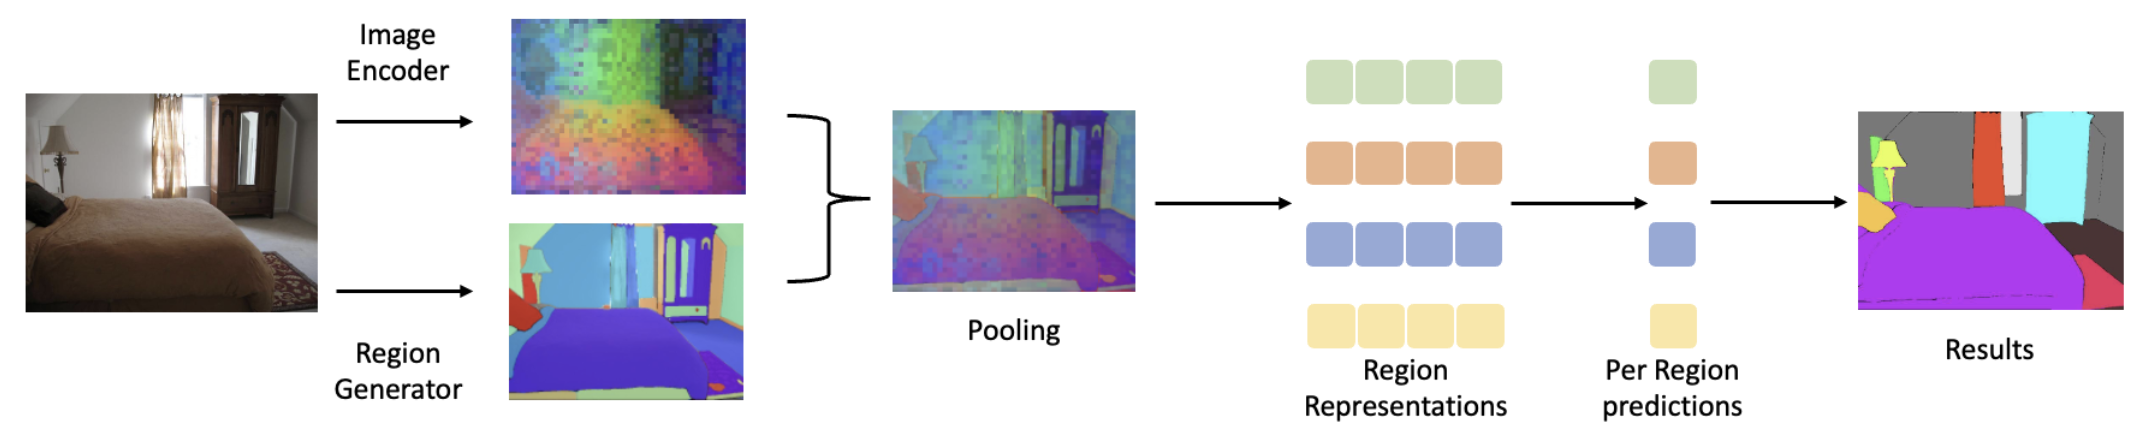 Image
Encoder
Region
Generator
Pooling
Region
Representations
Per Region
predictions
Results